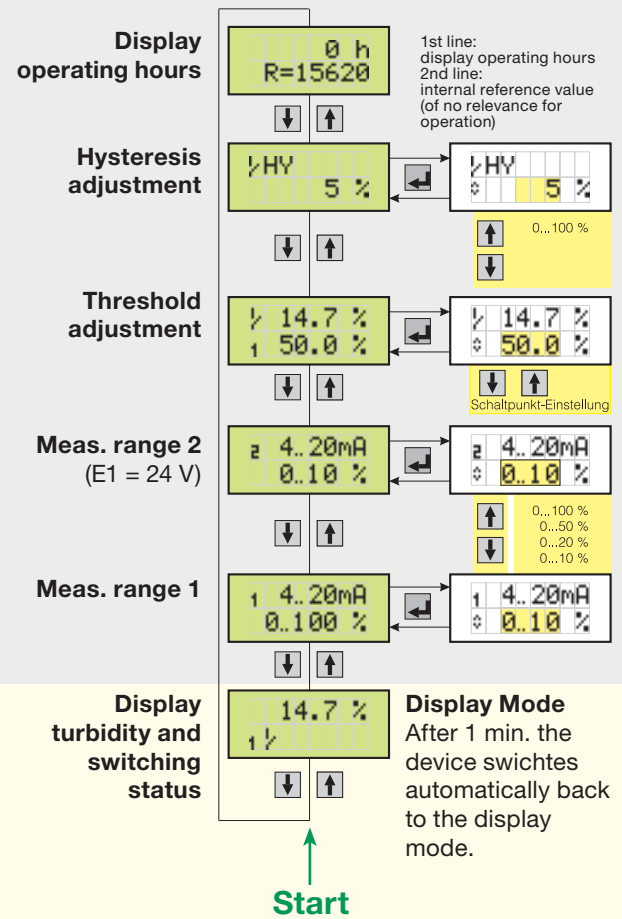 Display
operating hours
0 h
R=15620
1st line:
display operating hours
2nd line:
internal reference value
(of no relevance for
operation)
Hysteresis
adjustment
HY
5 %
HY
5 %
0...100 %
Threshold
adjustment
14.7 %
1 50.0 %
14.7 %
50.0 %
Schaltpunkt-Einstellung
Meas. range 2
(E1 = 24 V)
2 4..20mA
0..10 %
2 4..20mA
0..10 %
0...100 %
0...50 %
0...20 %
0...10 %
Meas. range 1
1 4..20mA
0..100 %
1 4..20mA
0..10 %
Display
turbidity and
switching
status
14.7 %
1
Display Mode
After 1 min. the
device swichtes
automatically back
to the display
mode.
Start